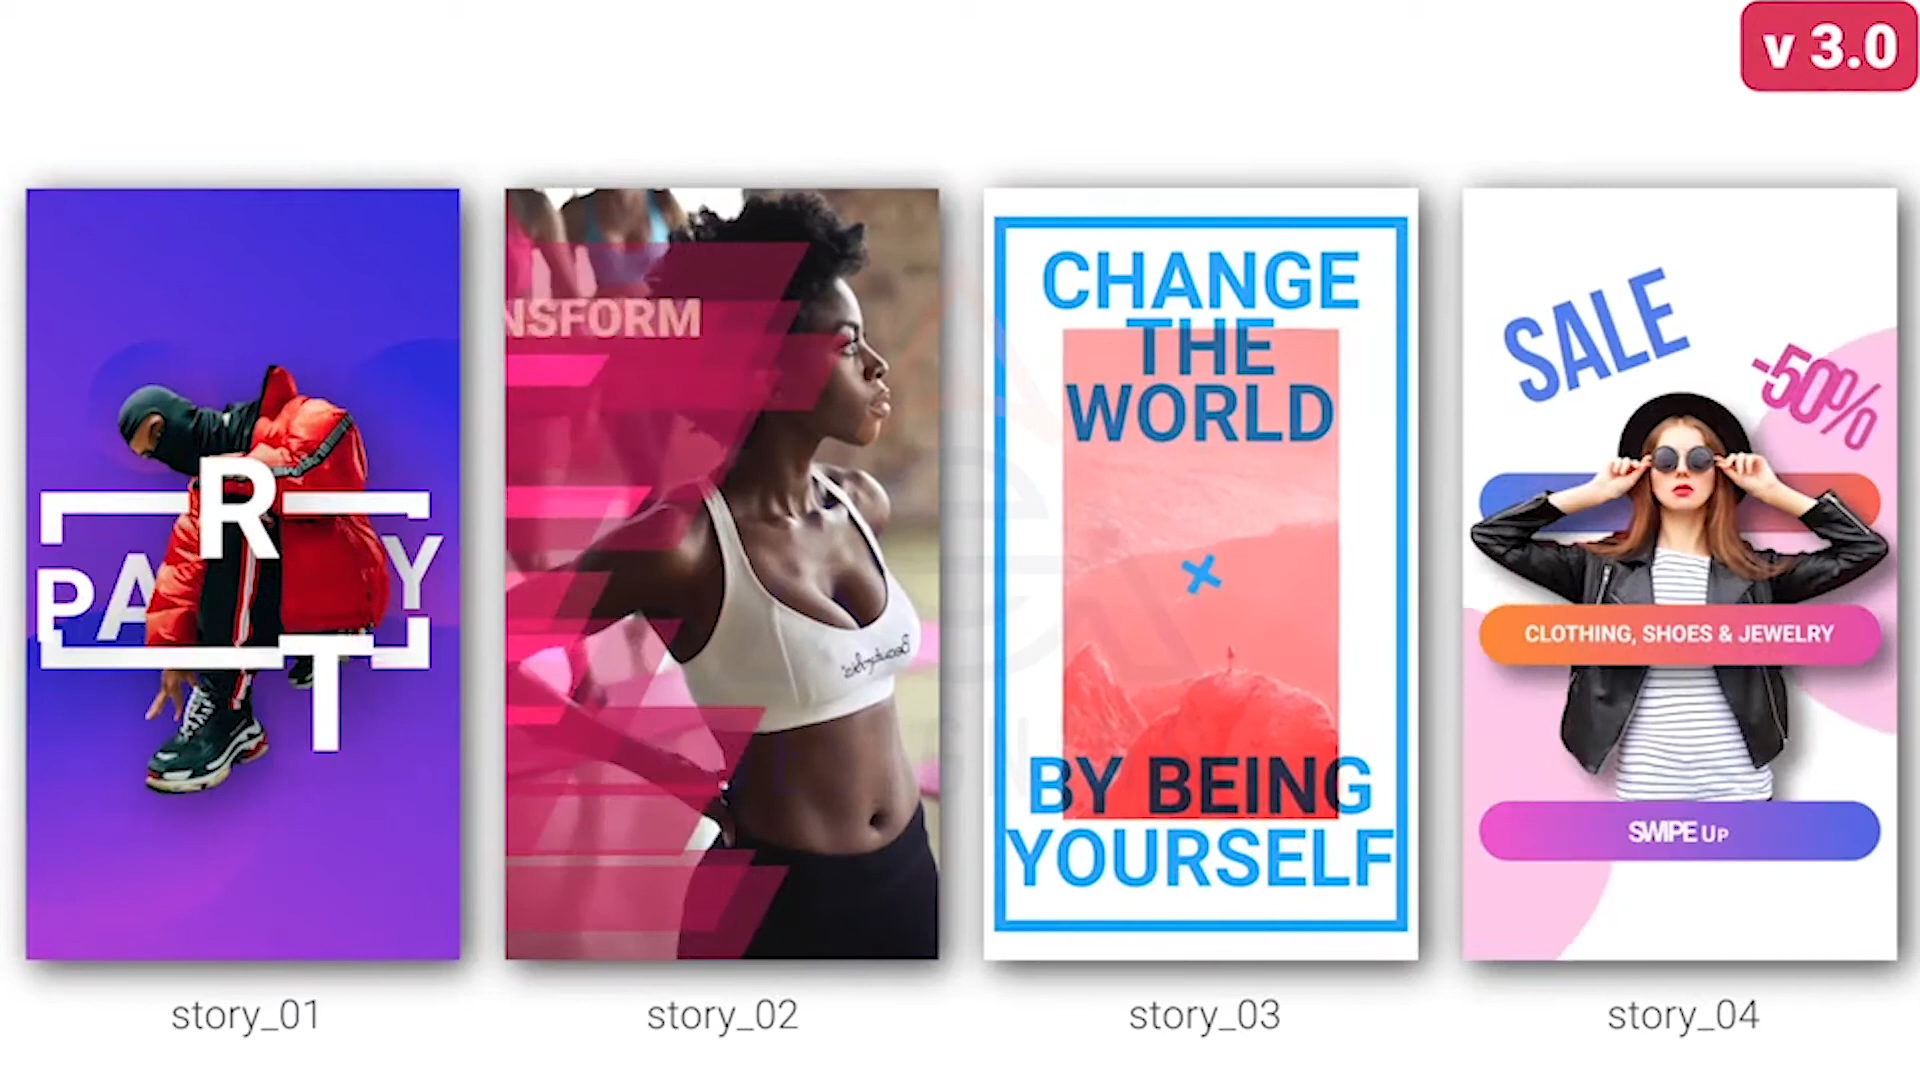 v 3.0
PARTY
NSFORM
CHANGE
THE
WORLD
BY BEING
YOURSELF
SALE
-50%
CLOTHING, SHOES & JEWELRY
SWIPE UP
story_01
story_02
story_03
story_04